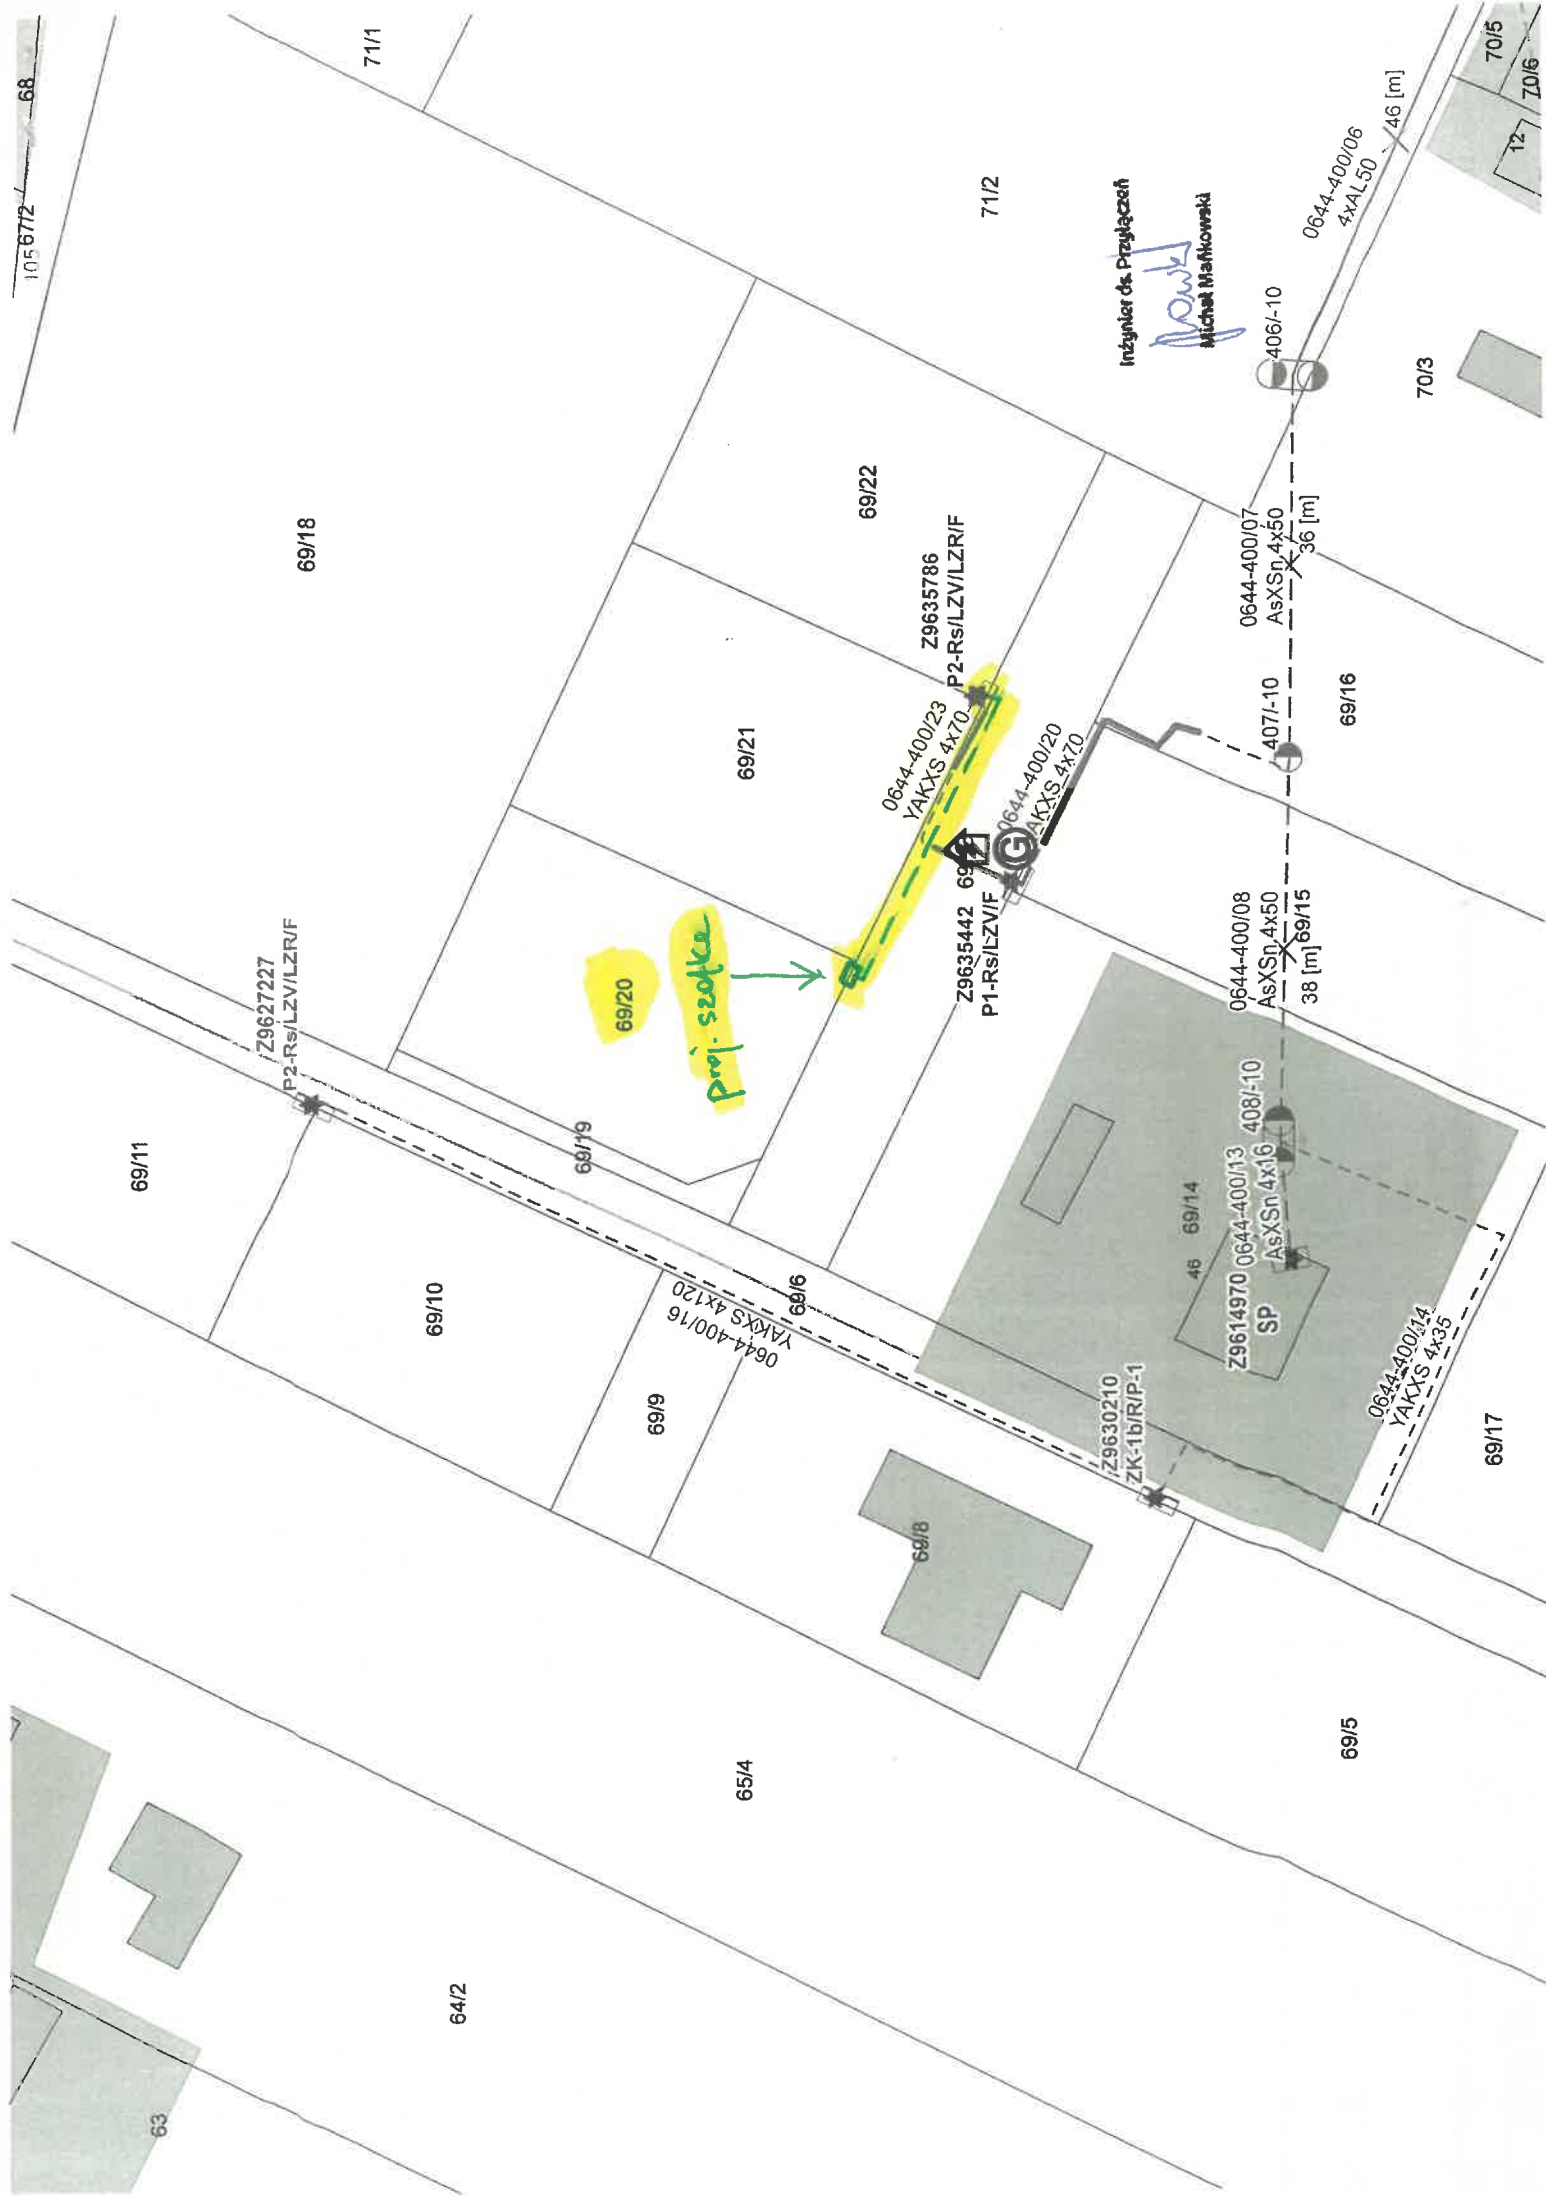 105 67/2
68
71/1
69/18
71/2
Inżynier ds. Przyłączeń
Michał Mańkowski
0644-400/06
4xAL50
46 [m]
70/5
70/6
12
406/-10
70/3
69/22
Z9635786
P2-Rs/LZV/LZR/F
69/21
0644-400/23
YAKXS 4x70
0644-400/20
AKXS 4x70
G
0644-400/07
AsXSn 4x50
36 [m]
407/-10
69/16
Z9627227
P2-Rs/LZV/LZR/F
69/20
proj. szafka
Z9635442
P1-Rs/LZV/F
0644-400/08
AsXSn 4x50
38 [m]
69/15
69/11
69/19
69/10
0644-400/16
YAKXS 4x120
69/6
69/14
46
Z9614970
SP
0644-400/13
AsXSn 4x16
408/-10
69/9
Z9630210
ZK-1b/R/P-1
0644-400/14
YAKXS 4x35
69/17
69/8
65/4
69/5
64/2
63